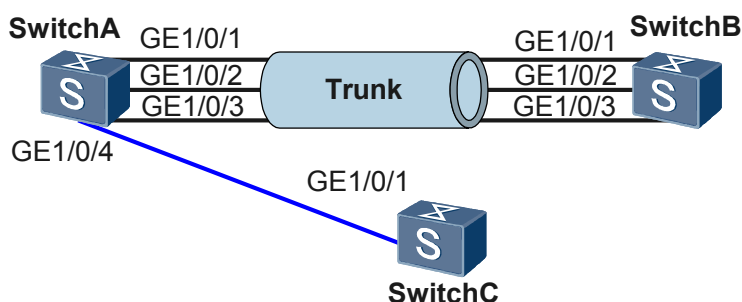 SwitchA
GE1/0/1
GE1/0/2
GE1/0/3
GE1/0/4
Trunk
SwitchB
GE1/0/1
GE1/0/2
GE1/0/3
GE1/0/1
S
S
S
SwitchC